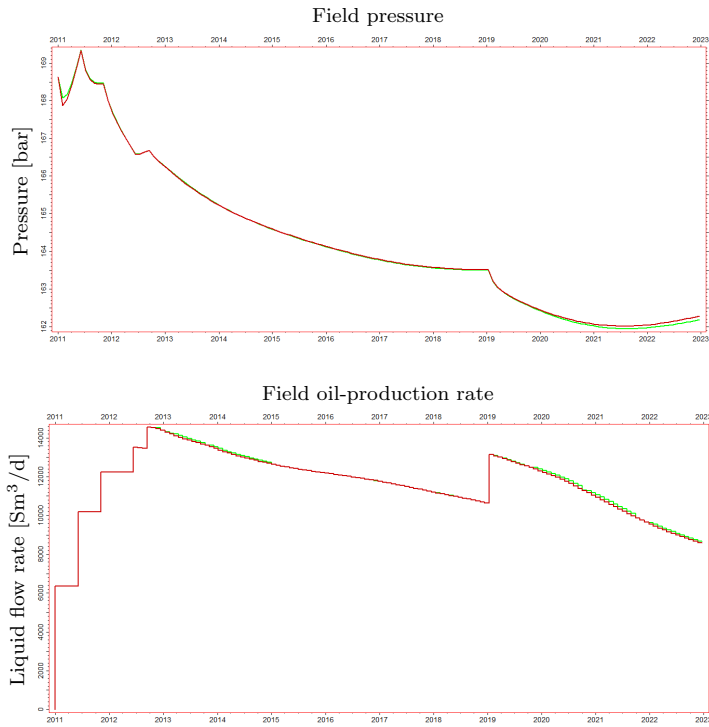 Field pressure
2011 2012 2013 2014 2015 2016 2017 2018 2019 2020 2021 2022 2023
169
168
167
166
165
164
163
162
Pressure [bar]
2011 2012 2013 2014 2015 2016 2017 2018 2019 2020 2021 2022 2023
Field oil-production rate
2011 2012 2013 2014 2015 2016 2017 2018 2019 2020 2021 2022 2023
14000
12000
10000
8000
6000
4000
2000
0
Liquid flow rate [Sm³/d]
2011 2012 2013 2014 2015 2016 2017 2018 2019 2020 2021 2022 2023